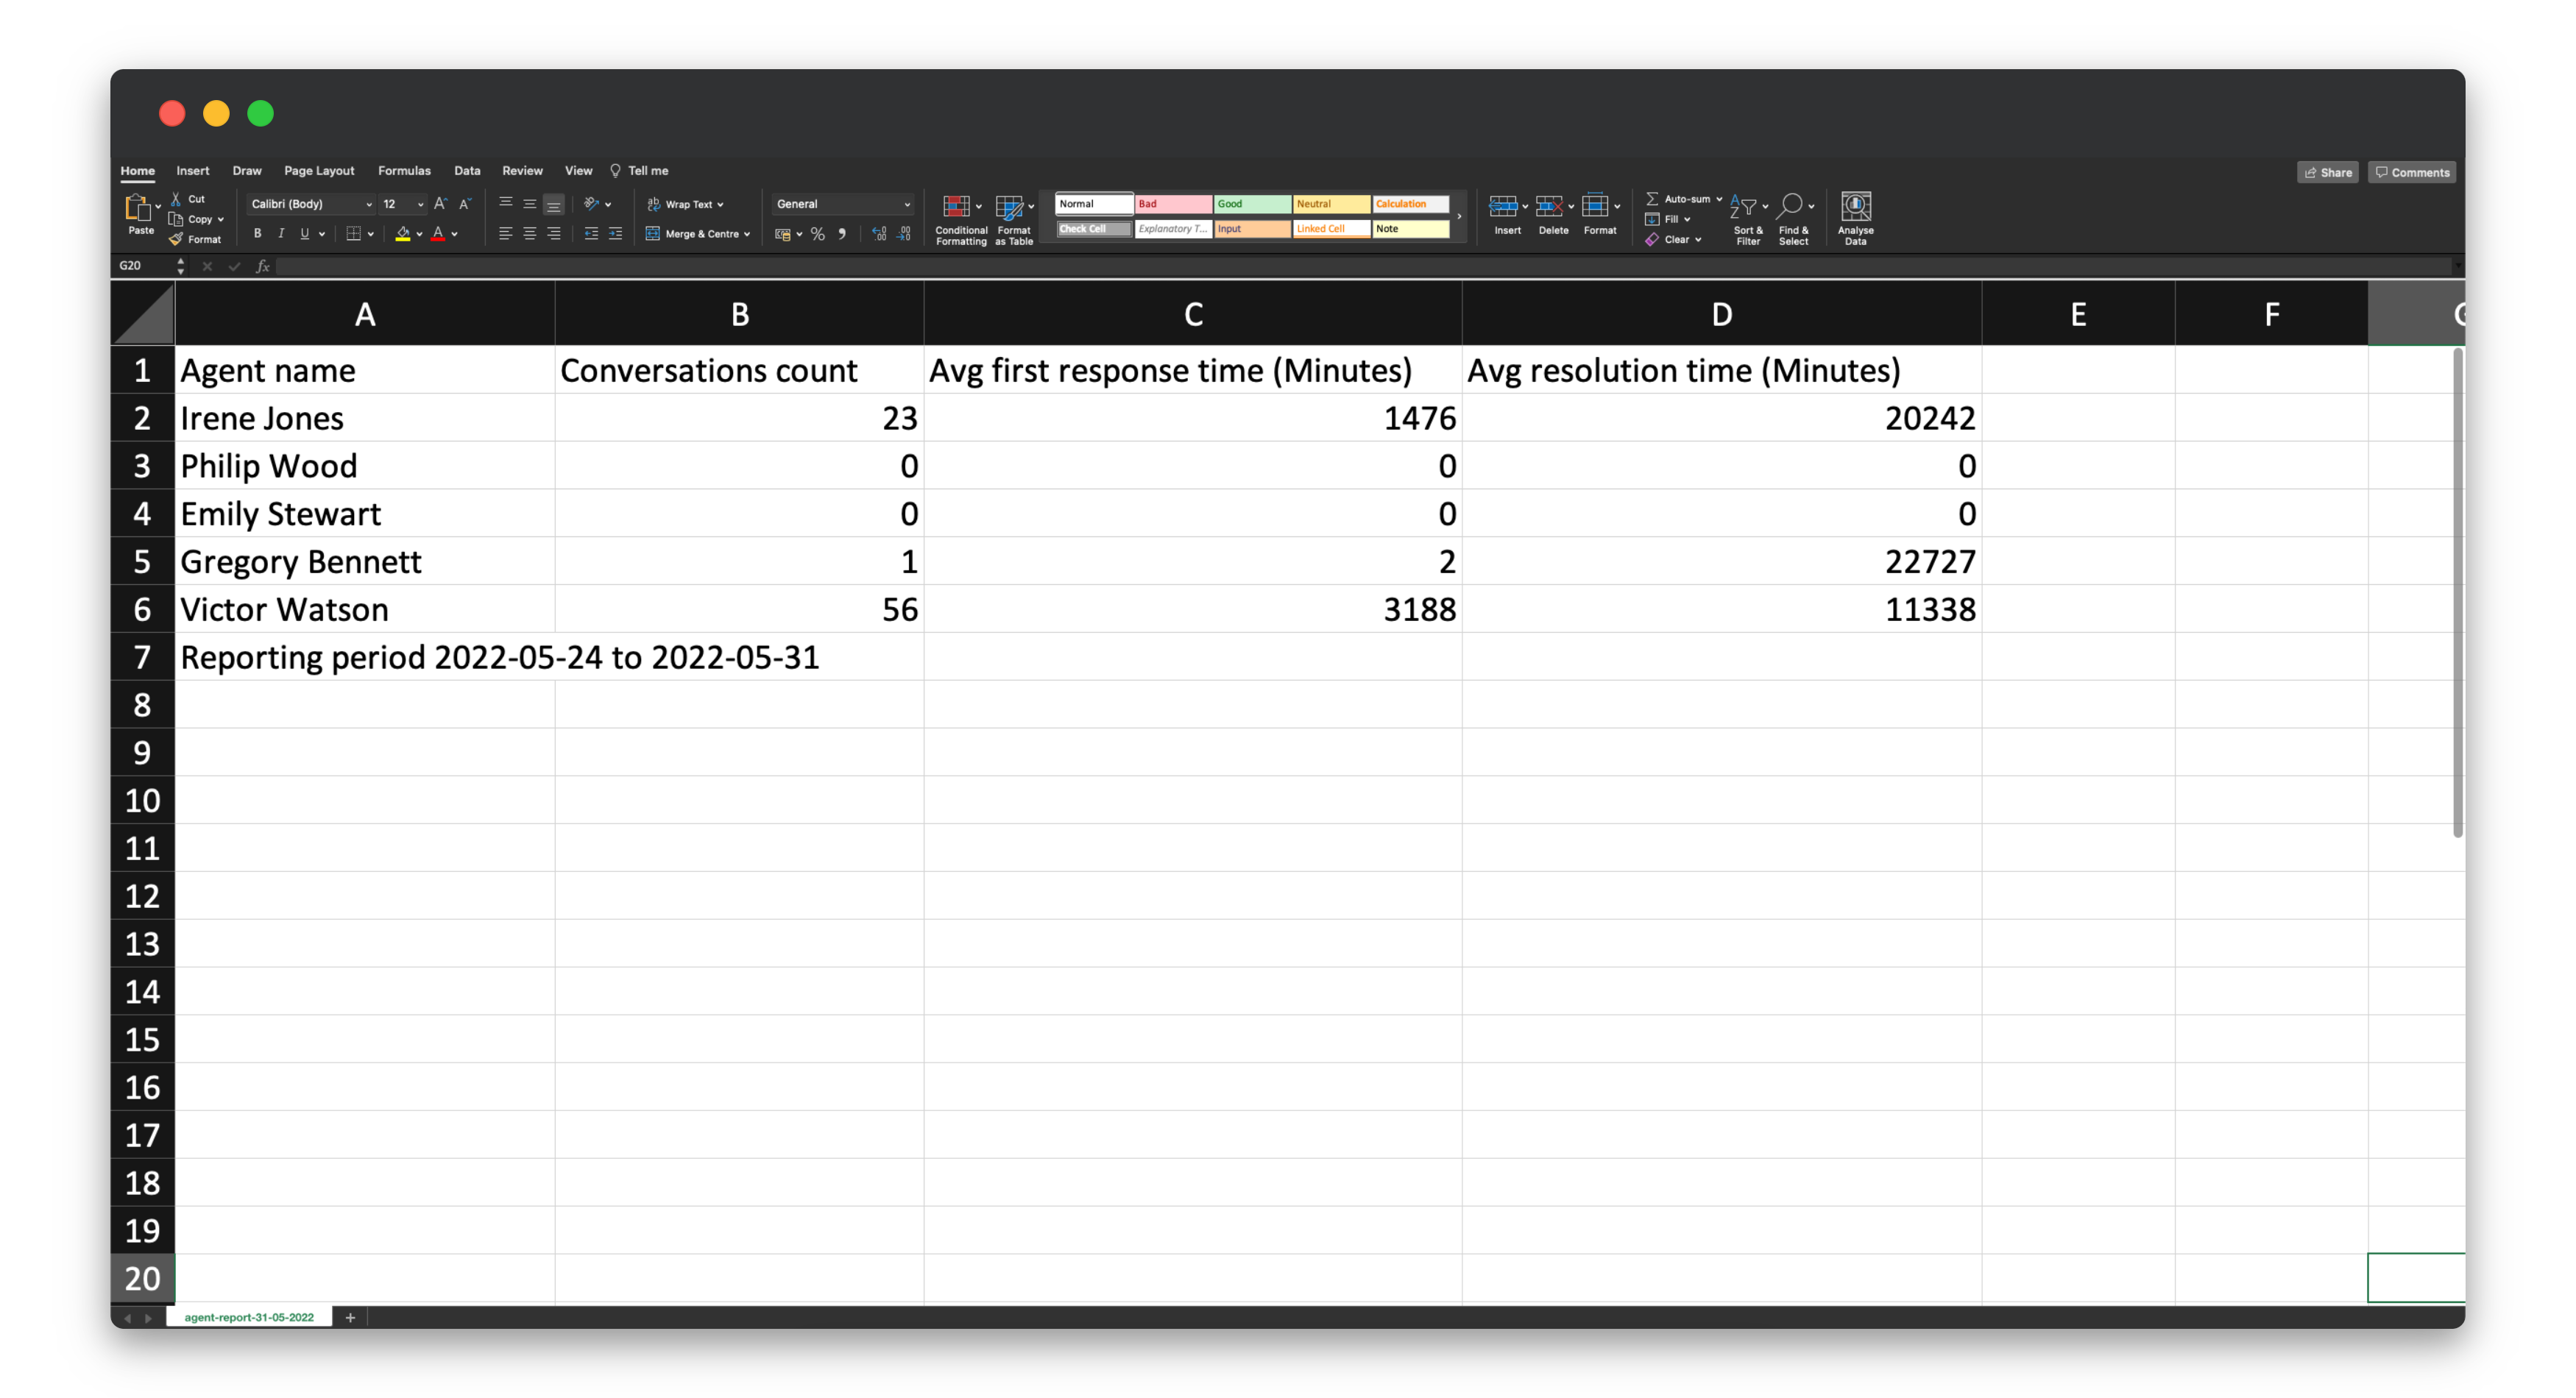 Home Insert Draw Page Layout Formulas Data Review View Tell me Share Comments
Paste Cut Copy Format
Calibri (Body) 12 A A
B I U A
Wrap Text
Merge & Centre
General
%
Conditional Formatting
Format as Table
Normal Bad Good Neutral Calculation
Check Cell Explanatory T... Input Linked Cell Note
Insert Delete Format
Auto-sum
Fill
Clear
Sort & Filter
Find & Select
Analyse Data
G20 fx
A B C D E F G
1 Agent name Conversations count Avg first response time (Minutes) Avg resolution time (Minutes)
2 Irene Jones 23 1476 20242
3 Philip Wood 0 0 0
4 Emily Stewart 0 0 0
5 Gregory Bennett 1 2 22727
6 Victor Watson 56 3188 11338
7 Reporting period 2022-05-24 to 2022-05-31
8
9
10
11
12
13
14
15
16
17
18
19
20
agent-report-31-05-2022 +